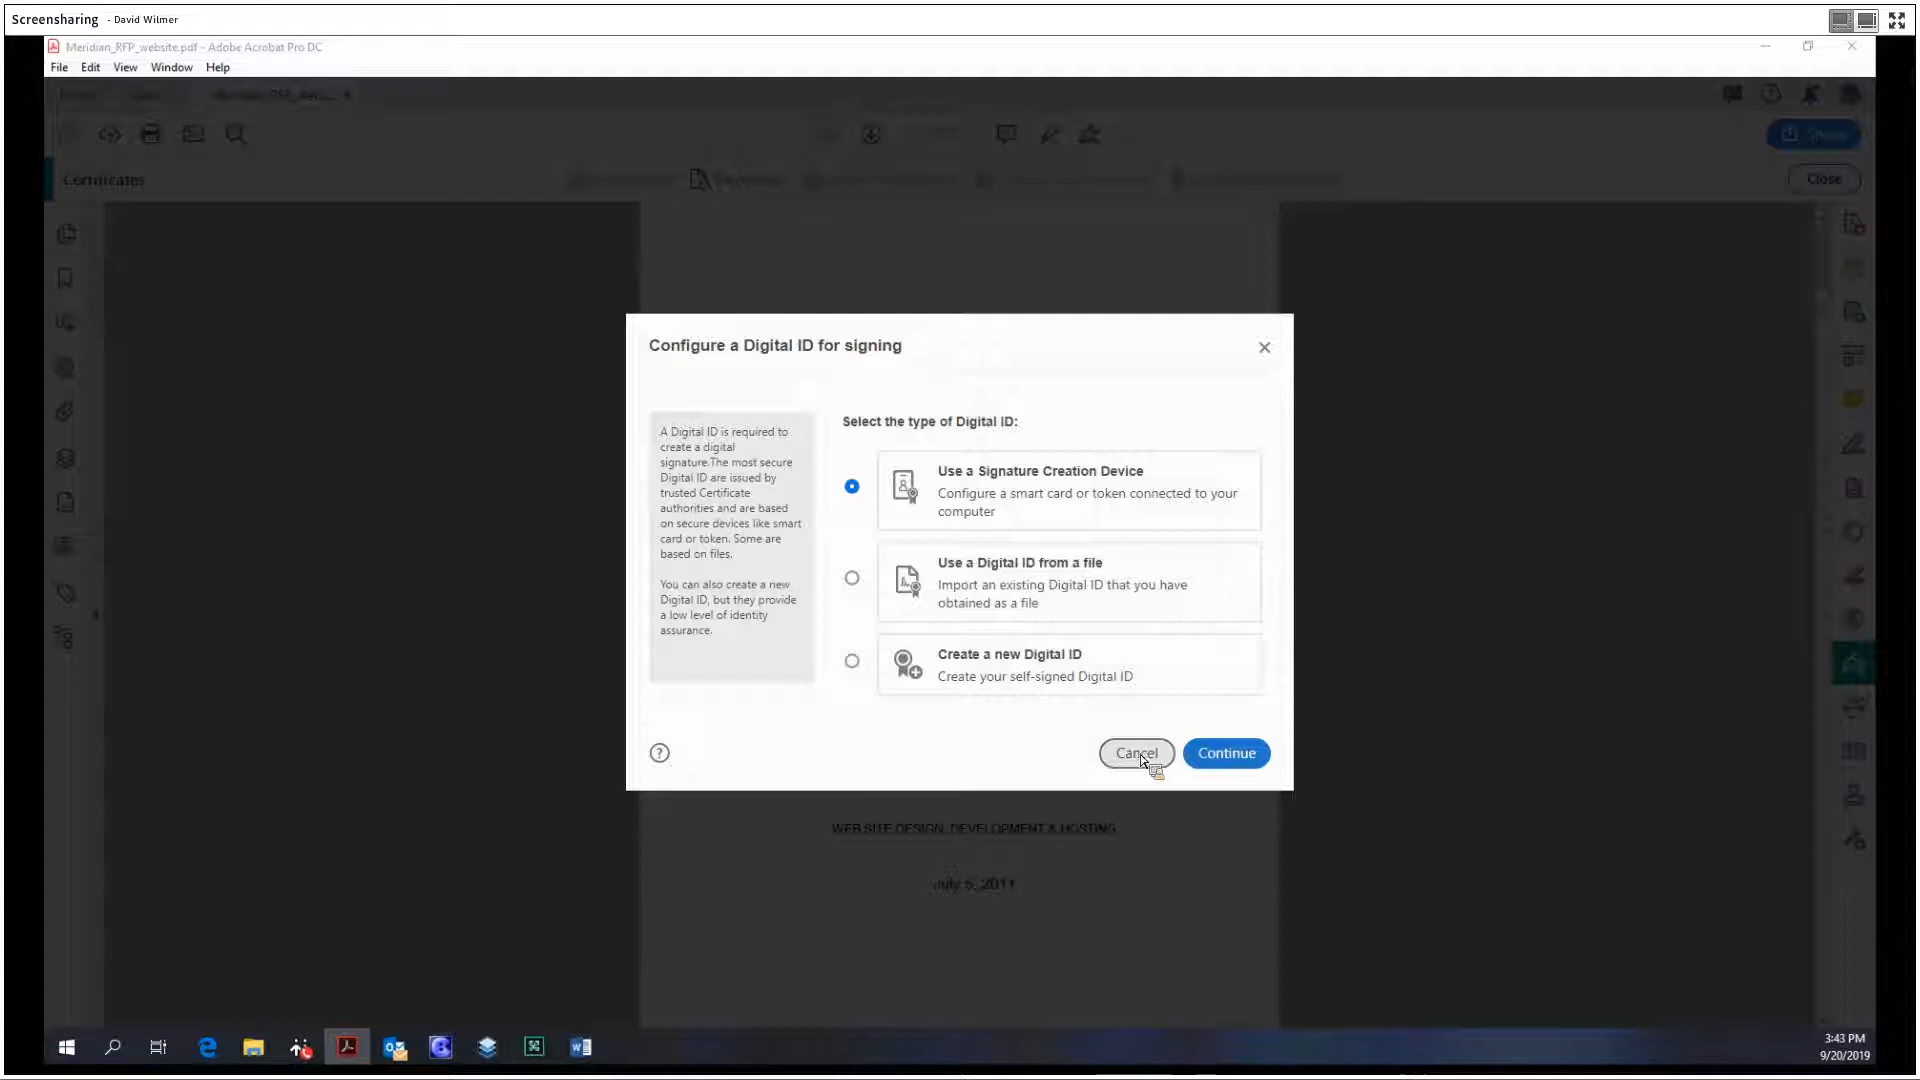 Screensharing - David Wilmer
Meridian_RFP_website.pdf - Adobe Acrobat Pro DC
File Edit View Window Help
Share
Certificates
Close
Configure a Digital ID for signing
A Digital ID is required to
create a digital
signature.The most secure
Digital ID are issued by
trusted Certificate
authorities and are based
on secure devices like smart
card or token. Some are
based on files.
You can also create a new
Digital ID, but they provide
a low level of identity
assurance.
Select the type of Digital ID:
Use a Signature Creation Device
Configure a smart card or token connected to your
computer
Use a Digital ID from a file
Import an existing Digital ID that you have
obtained as a file
Create a new Digital ID
Create your self-signed Digital ID
Cancel
Continue
WEB SITE DESIGN, DEVELOPMENT & HOSTING
July 5, 2011
3:43 PM
9/20/2019